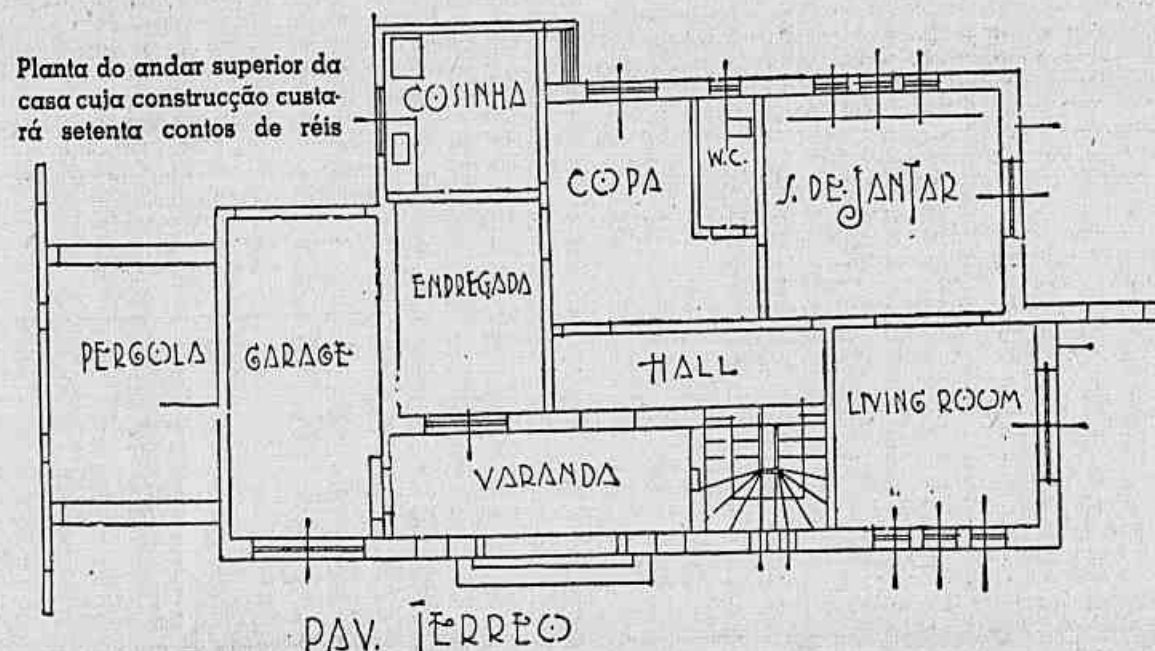 Planta do andar superior da
casa cuja construcção custa-
rá setenta contos de réis
COSINHA
COPA
W.C.
S. DE JANTAR
ENDREGADA
PERGOLA
GARAGE
HALL
LIVING ROOM
VARANDA
PAV. TERREO